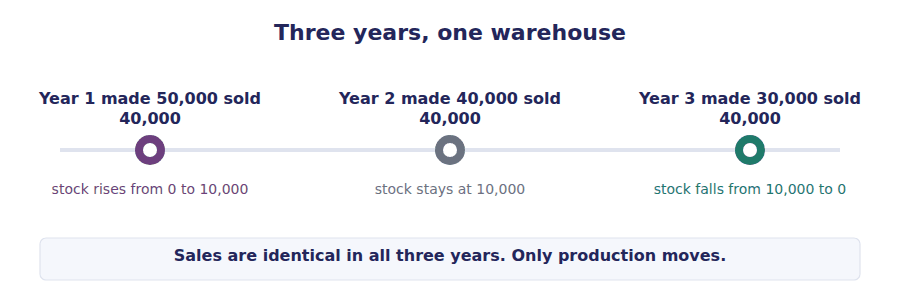 Three years, one warehouse
Year 1 made 50,000 sold
40,000
Year 2 made 40,000 sold
40,000
Year 3 made 30,000 sold
40,000
stock rises from 0 to 10,000
stock stays at 10,000
stock falls from 10,000 to 0
Sales are identical in all three years. Only production moves.